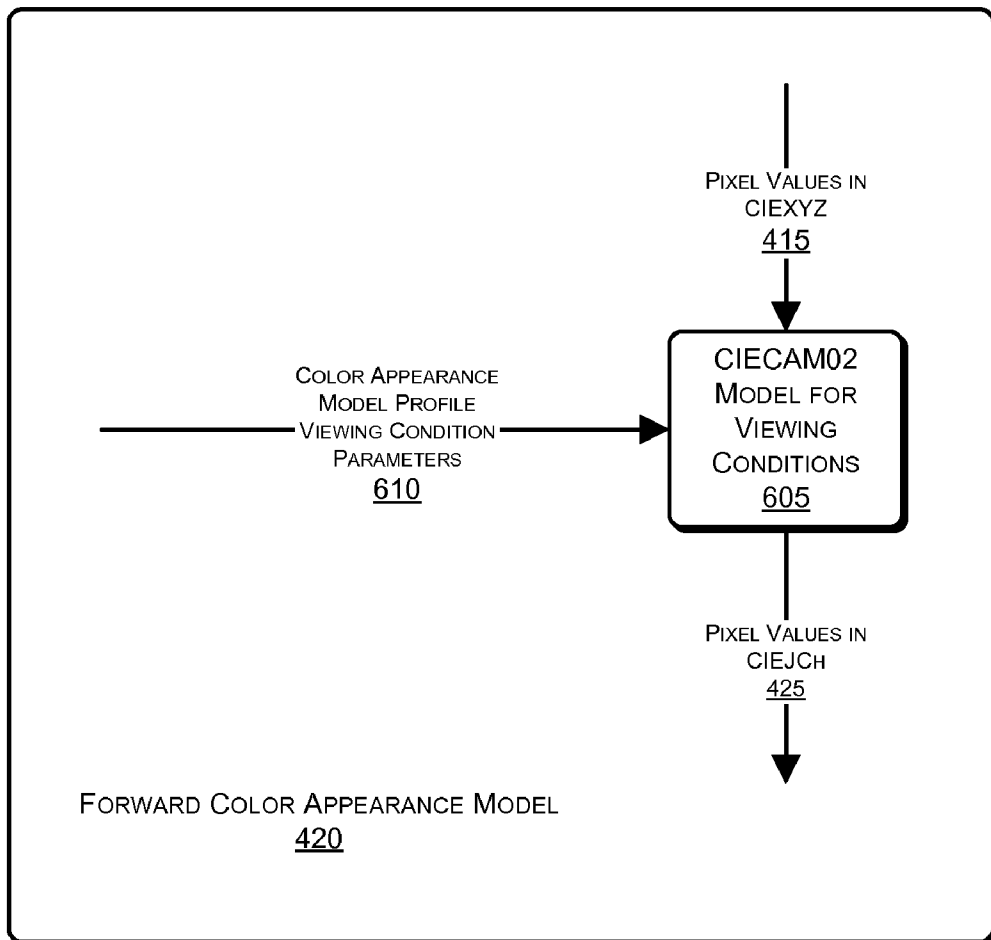 PIXEL VALUES IN
CIEXYZ
415
COLOR APPEARANCE
MODEL PROFILE
VIEWING CONDITION
PARAMETERS
610
CIECAM02
MODEL FOR
VIEWING
CONDITIONS
605
PIXEL VALUES IN
CIEJCH
425
FORWARD COLOR APPEARANCE MODEL
420